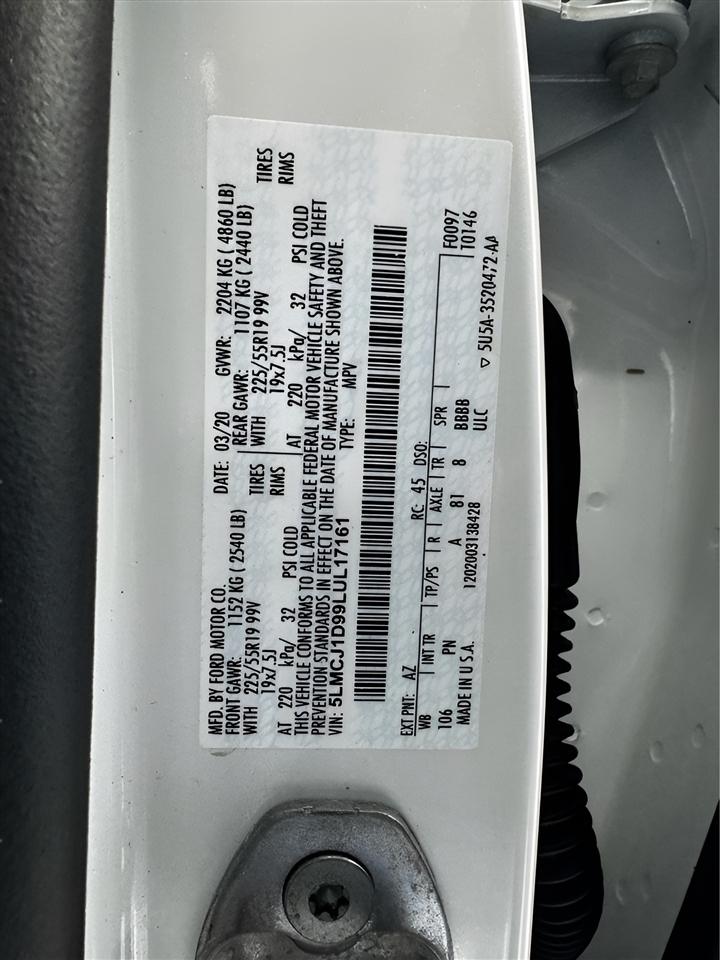 MFD. BY FORD MOTOR CO. DATE: 03/20 GVWR: 2204 KG ( 4860 LB)
FRONT GAWR: 1152 KG ( 2540 LB) REAR GAWR: 1107 KG ( 2440 LB)
WITH 225/55R19 99V TIRES WITH 225/55R19 99V TIRES
19x7.5J RIMS 19x7.5J RIMS
AT 220 kPa/ 32 PSI COLD AT 220 kPa/ 32 PSI COLD
THIS VEHICLE CONFORMS TO ALL APPLICABLE FEDERAL MOTOR VEHICLE SAFETY AND THEFT
PREVENTION STANDARDS IN EFFECT ON THE DATE OF MANUFACTURE SHOWN ABOVE.
VIN: 5LMCJ1D99LUL17161 TYPE: MPV
EXT PNT: AZ RC: 45 DSO: F0097
WB INT TR TP/PS R AXLE TR SPR T0146
106 PN A 81 8 BBBB
MADE IN U.S.A. 1202003138428 ULC
▽ 5U5A-3520472-AA